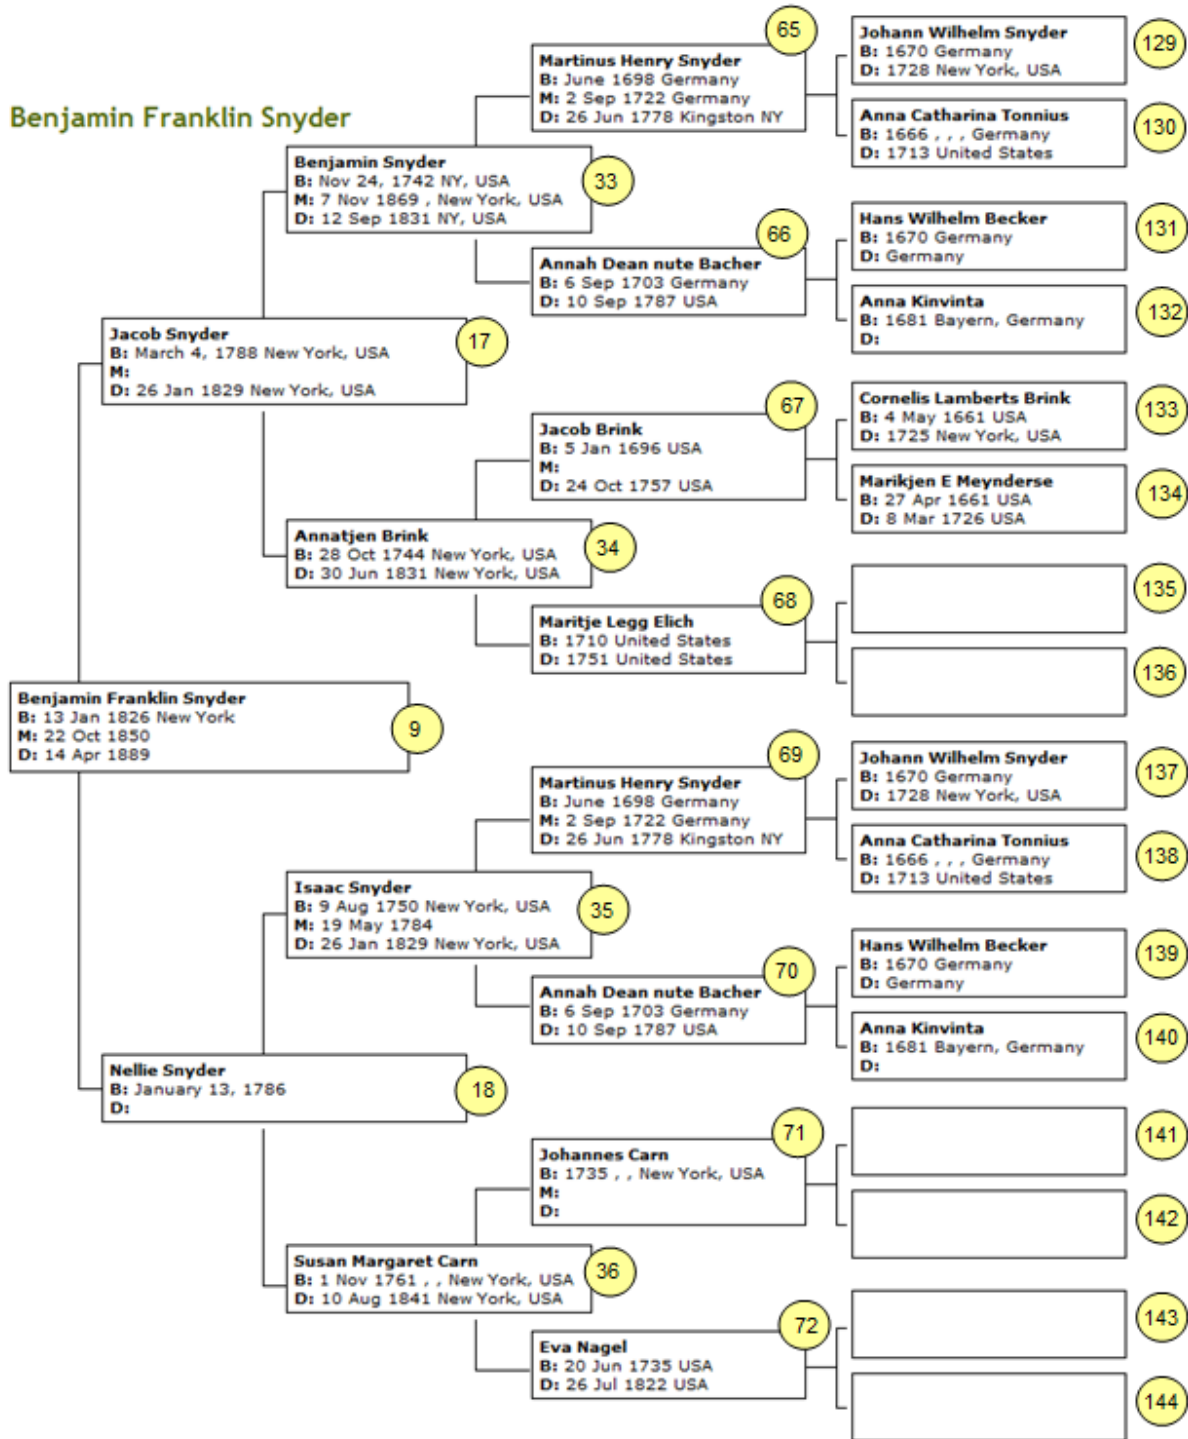 Benjamin Franklin Snyder
Benjamin Franklin Snyder
B: 13 Jan 1826 New York
M: 22 Oct 1850
D: 14 Apr 1889
9
Jacob Snyder
B: March 4, 1788 New York, USA
M:
D: 26 Jan 1829 New York, USA
17
Nellie Snyder
B: January 13, 1786
D:
18
Benjamin Snyder
B: Nov 24, 1742 NY, USA
M: 7 Nov 1869 , New York, USA
D: 12 Sep 1831 NY, USA
33
Annatjen Brink
B: 28 Oct 1744 New York, USA
D: 30 Jun 1831 New York, USA
34
Isaac Snyder
B: 9 Aug 1750 New York, USA
M: 19 May 1784
D: 26 Jan 1829 New York, USA
35
Susan Margaret Carn
B: 1 Nov 1761 , , New York, USA
D: 10 Aug 1841 New York, USA
36
Martinus Henry Snyder
B: June 1698 Germany
M: 2 Sep 1722 Germany
D: 26 Jun 1778 Kingston NY
65
Annah Dean nute Bacher
B: 6 Sep 1703 Germany
D: 10 Sep 1787 USA
66
Jacob Brink
B: 5 Jan 1696 USA
M:
D: 24 Oct 1757 USA
67
Maritje Legg Elich
B: 1710 United States
D: 1751 United States
68
Martinus Henry Snyder
B: June 1698 Germany
M: 2 Sep 1722 Germany
D: 26 Jun 1778 Kingston NY
69
Annah Dean nute Bacher
B: 6 Sep 1703 Germany
D: 10 Sep 1787 USA
70
Johannes Carn
B: 1735 , , New York, USA
M:
D:
71
Eva Nagel
B: 20 Jun 1735 USA
D: 26 Jul 1822 USA
72
Johann Wilhelm Snyder
B: 1670 Germany
D: 1728 New York, USA
129
Anna Catharina Tonnius
B: 1666 , , , Germany
D: 1713 United States
130
Hans Wilhelm Becker
B: 1670 Germany
D: Germany
131
Anna Kinvinta
B: 1681 Bayern, Germany
D:
132
Cornelis Lamberts Brink
B: 4 May 1661 USA
D: 1725 New York, USA
133
Marikjen E Meynderse
B: 27 Apr 1661 USA
D: 8 Mar 1726 USA
134
135
136
Johann Wilhelm Snyder
B: 1670 Germany
D: 1728 New York, USA
137
Anna Catharina Tonnius
B: 1666 , , , Germany
D: 1713 United States
138
Hans Wilhelm Becker
B: 1670 Germany
D: Germany
139
Anna Kinvinta
B: 1681 Bayern, Germany
D:
140
141
142
143
144